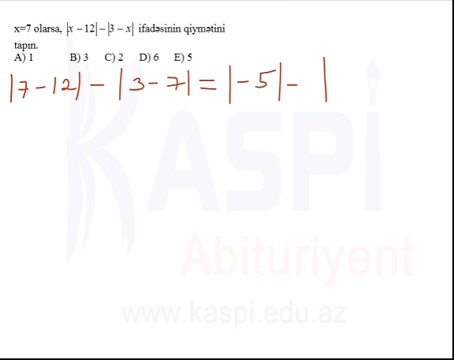 x=7 olarsa, |x − 12| − |3 − x| ifadəsinin qiymətini
tapın.
A) 1 B) 3 C) 2 D) 6 E) 5
|7 − 12| − |3 − 7| = |−5| − |
KASPİ
Abituriyent
www.kaspi.edu.az